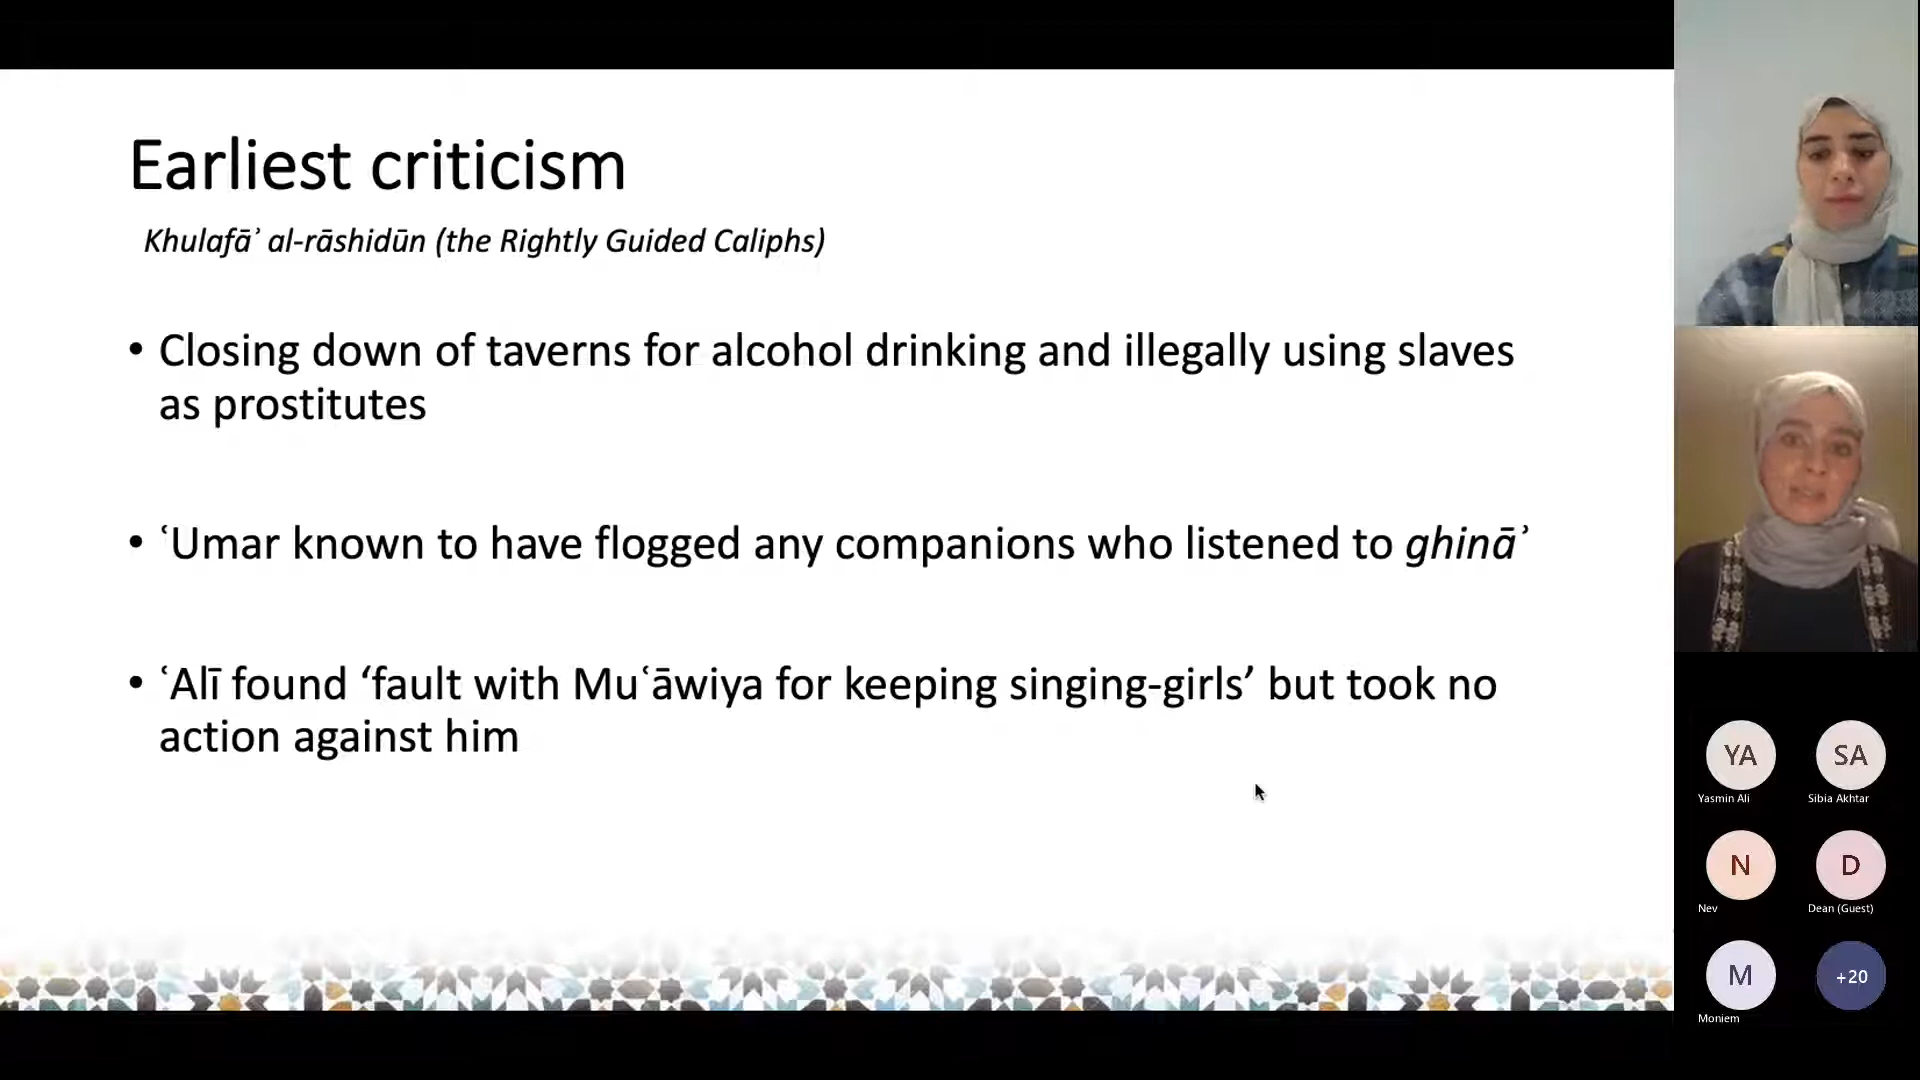 Earliest criticism
Khulafāʾ al-rāshidūn (the Rightly Guided Caliphs)
• Closing down of taverns for alcohol drinking and illegally using slaves
as prostitutes
• ʿUmar known to have flogged any companions who listened to ghināʾ
• ʿAlī found ‘fault with Muʿāwiya for keeping singing-girls’ but took no
action against him
YA
SA
Yasmin Ali
Sibia Akhtar
N
D
Nev
Dean (Guest)
M
+20
Moniem